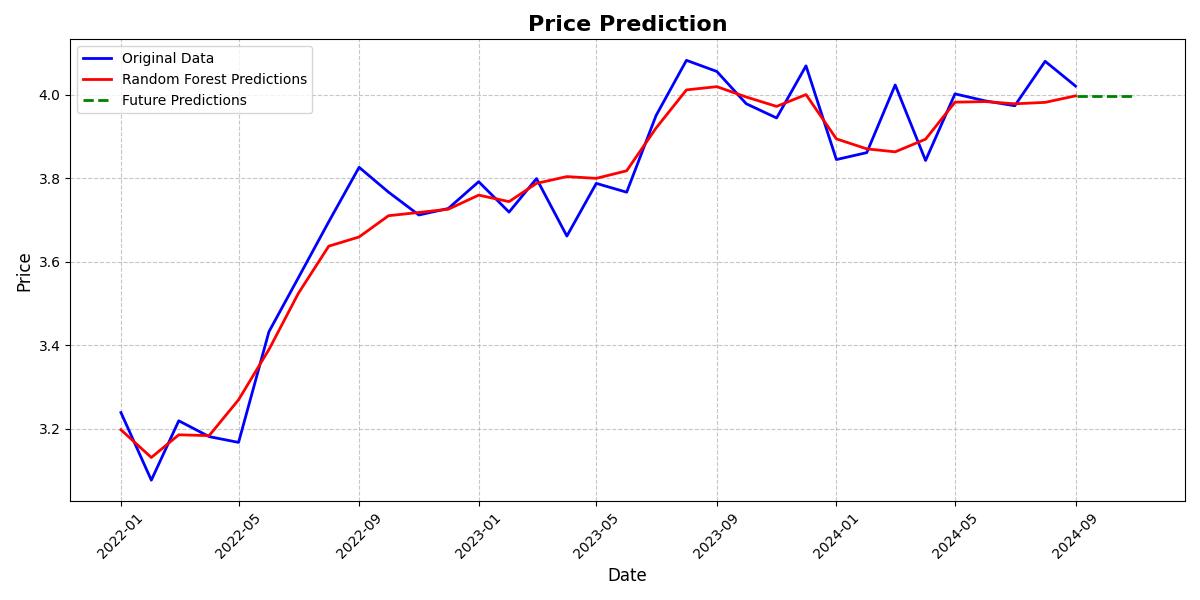 Price Prediction
Original Data
Random Forest Predictions
Future Predictions
Price
4.0
3.8
3.6
3.4
3.2
2022-01
2022-05
2022-09
2023-01
2023-05
2023-09
2024-01
2024-05
2024-09
Date